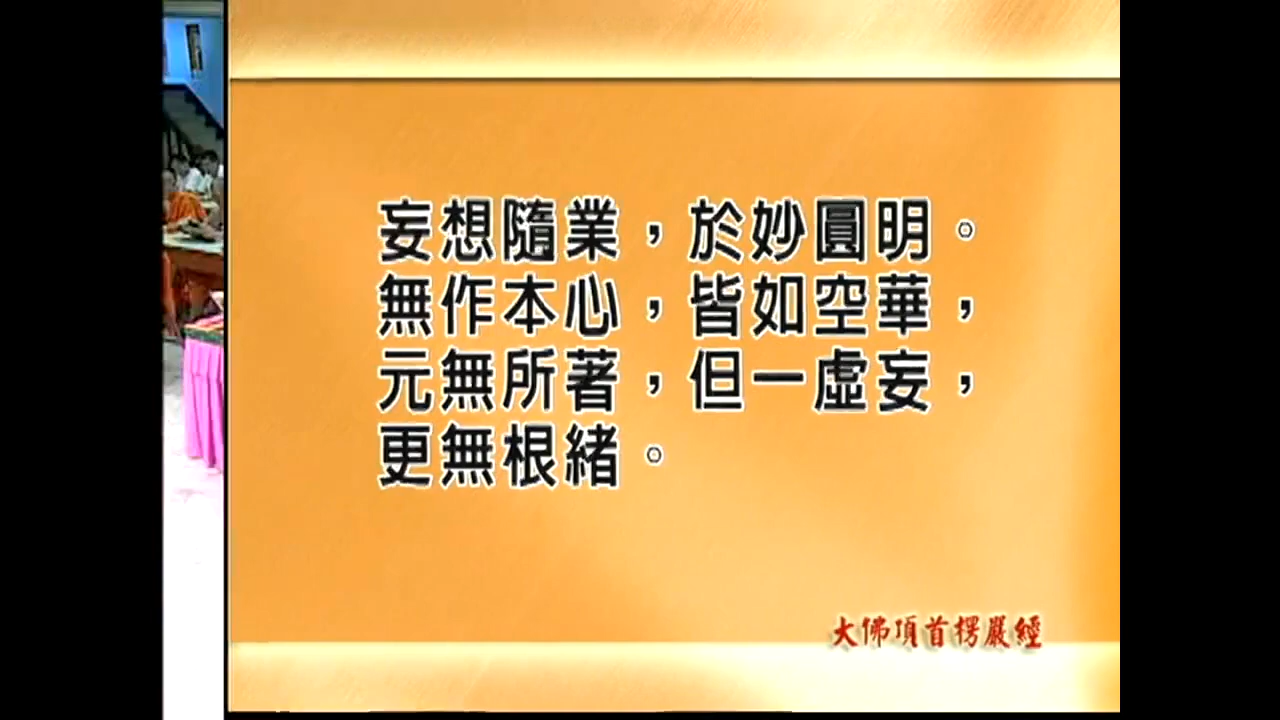 妄想隨業，於妙圓明。
無作本心，皆如空華，
元無所著，但一虛妄，
更無根緒。
大佛頂首楞嚴經